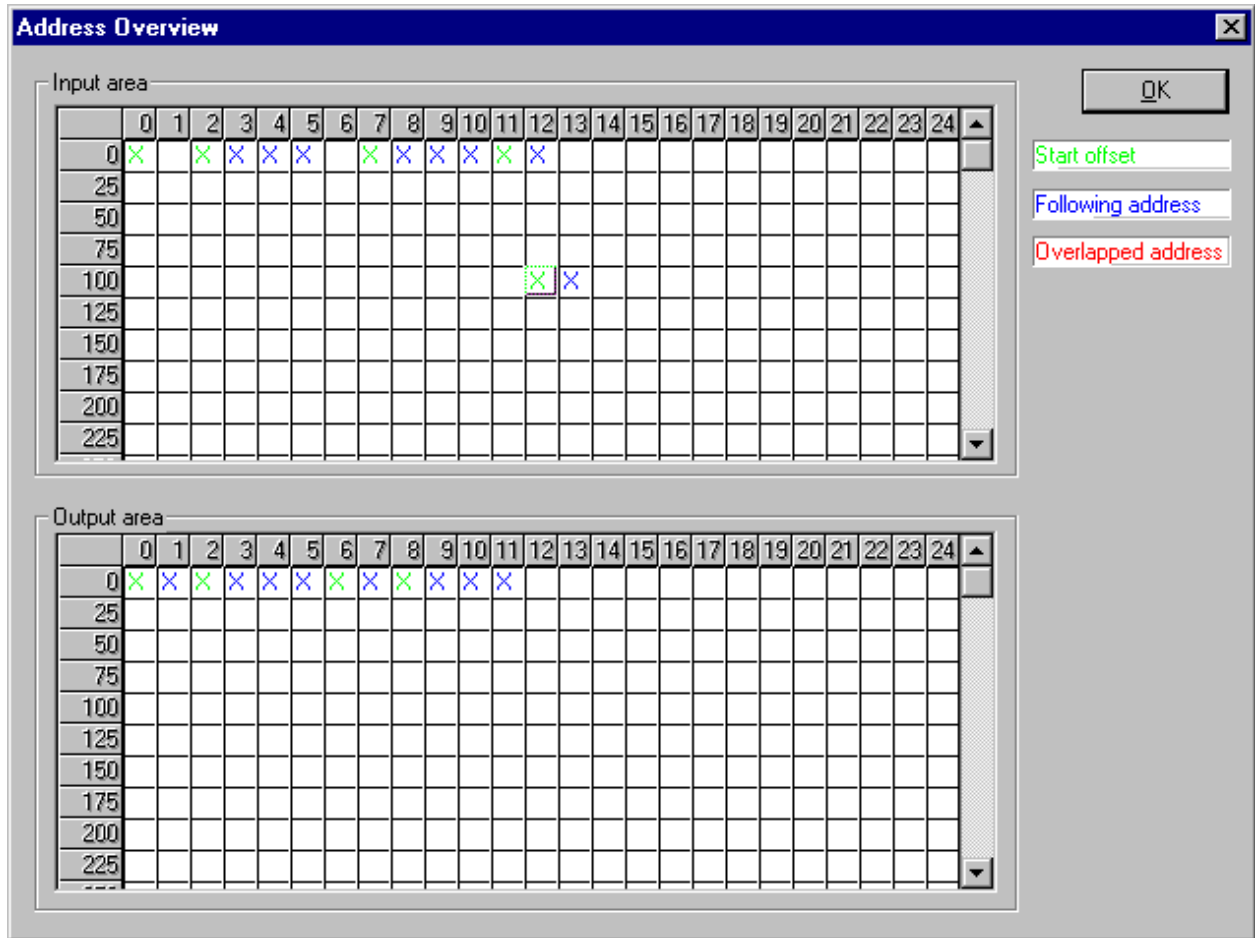 Address Overview
Input area
OK
0 1 2 3 4 5 6 7 8 9 10 11 12 13 14 15 16 17 18 19 20 21 22 23 24
0 X X X X X X X X X X X
Start offset
25
Following address
50
75
Overlapped address
100 X X
125
150
175
200
225
Output area
0 1 2 3 4 5 6 7 8 9 10 11 12 13 14 15 16 17 18 19 20 21 22 23 24
0 X X X X X X X X X X X X
25
50
75
100
125
150
175
200
225